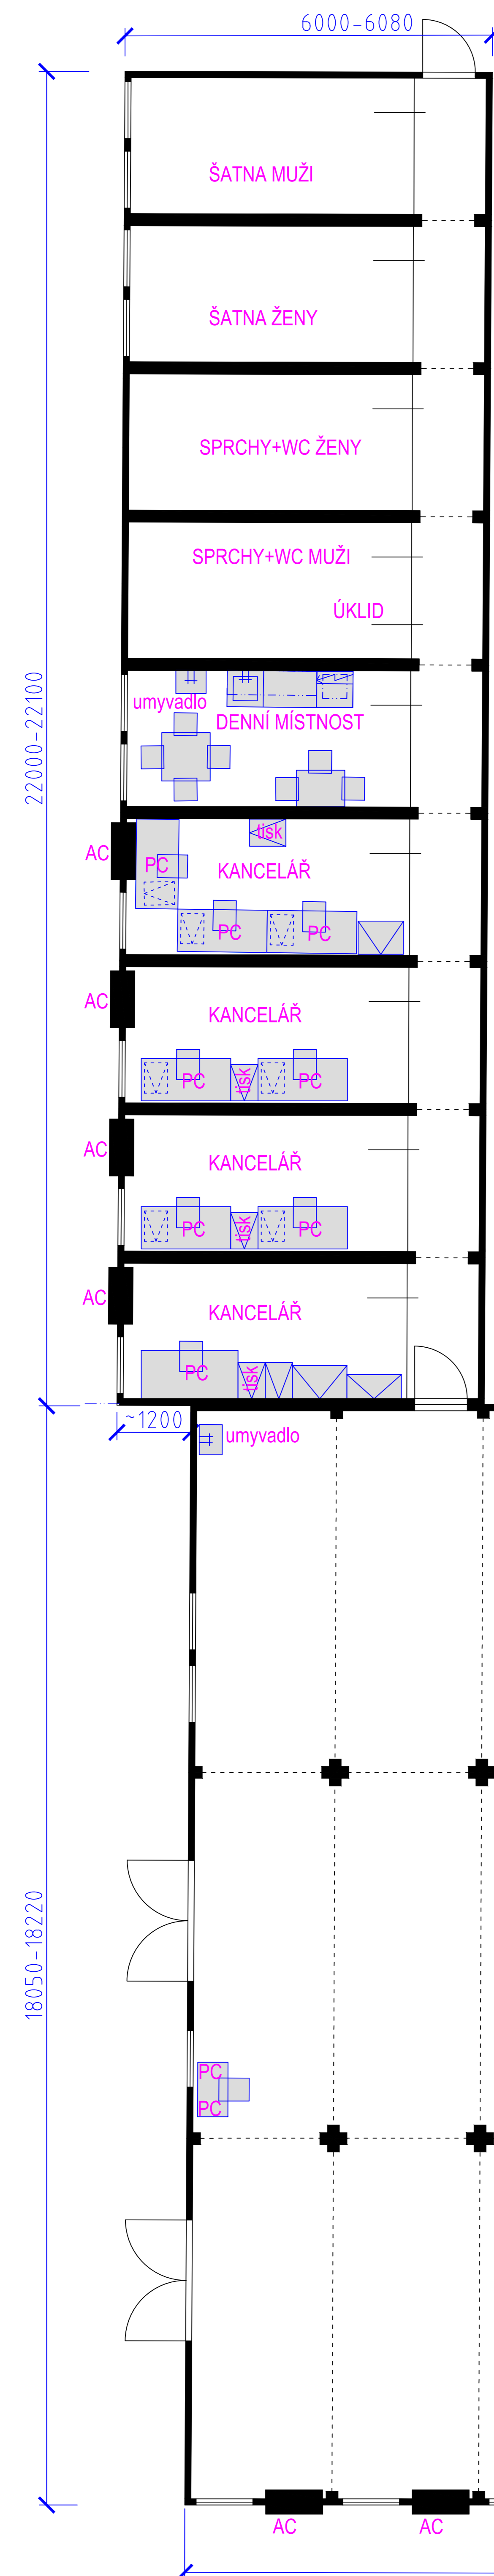 6000-6080
ŠATNA MUŽI
ŠATNA ŽENY
SPRCHY+WC ŽENY
SPRCHY+WC MUŽI
ÚKLID
22000-22100
umyvadlo
DENNÍ MÍSTNOST
tisk
AC
PC
KANCELÁŘ
PC
PC
AC
KANCELÁŘ
PC
tisk
PC
AC
KANCELÁŘ
PC
tisk
PC
AC
KANCELÁŘ
PC
tisk
~1200
umyvadlo
18050-18220
PC
PC
AC
AC